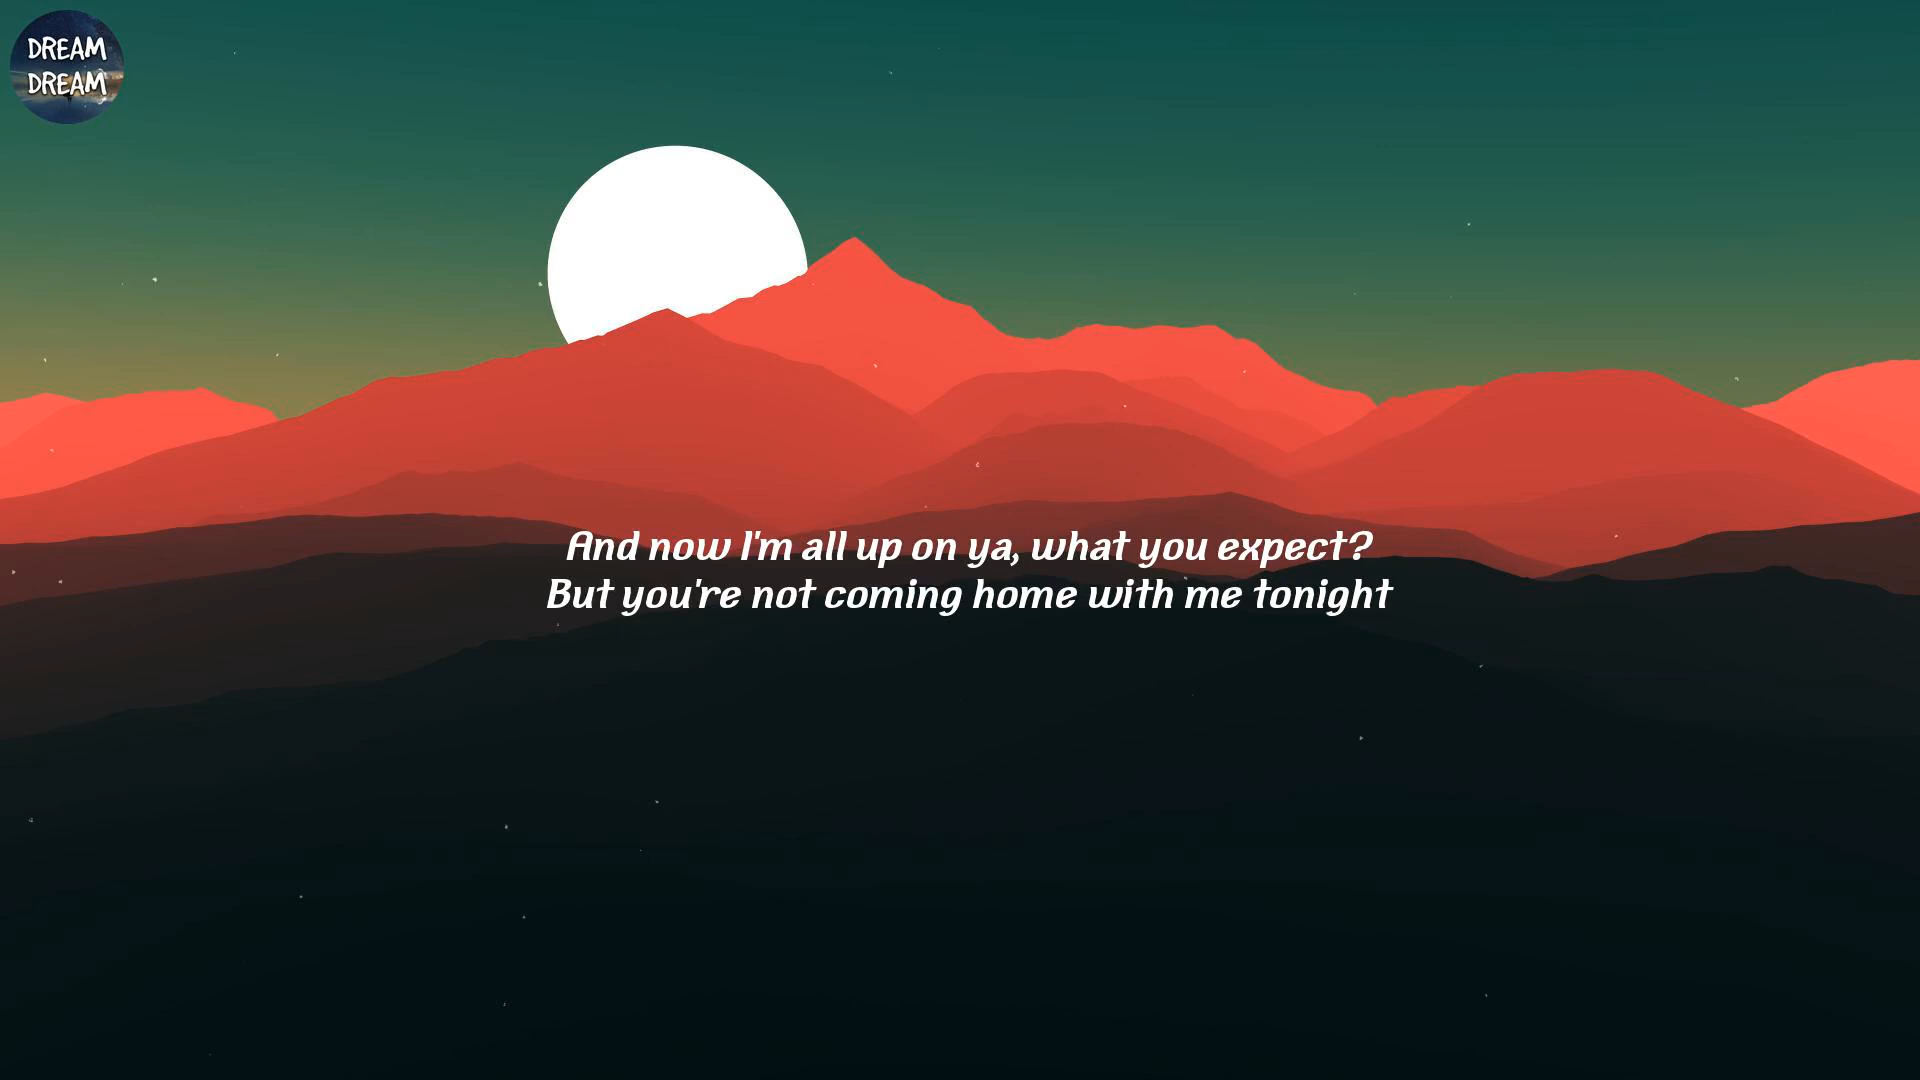 DREAM
DREAM
And now I'm all up on ya, what you expect?
But you're not coming home with me tonight